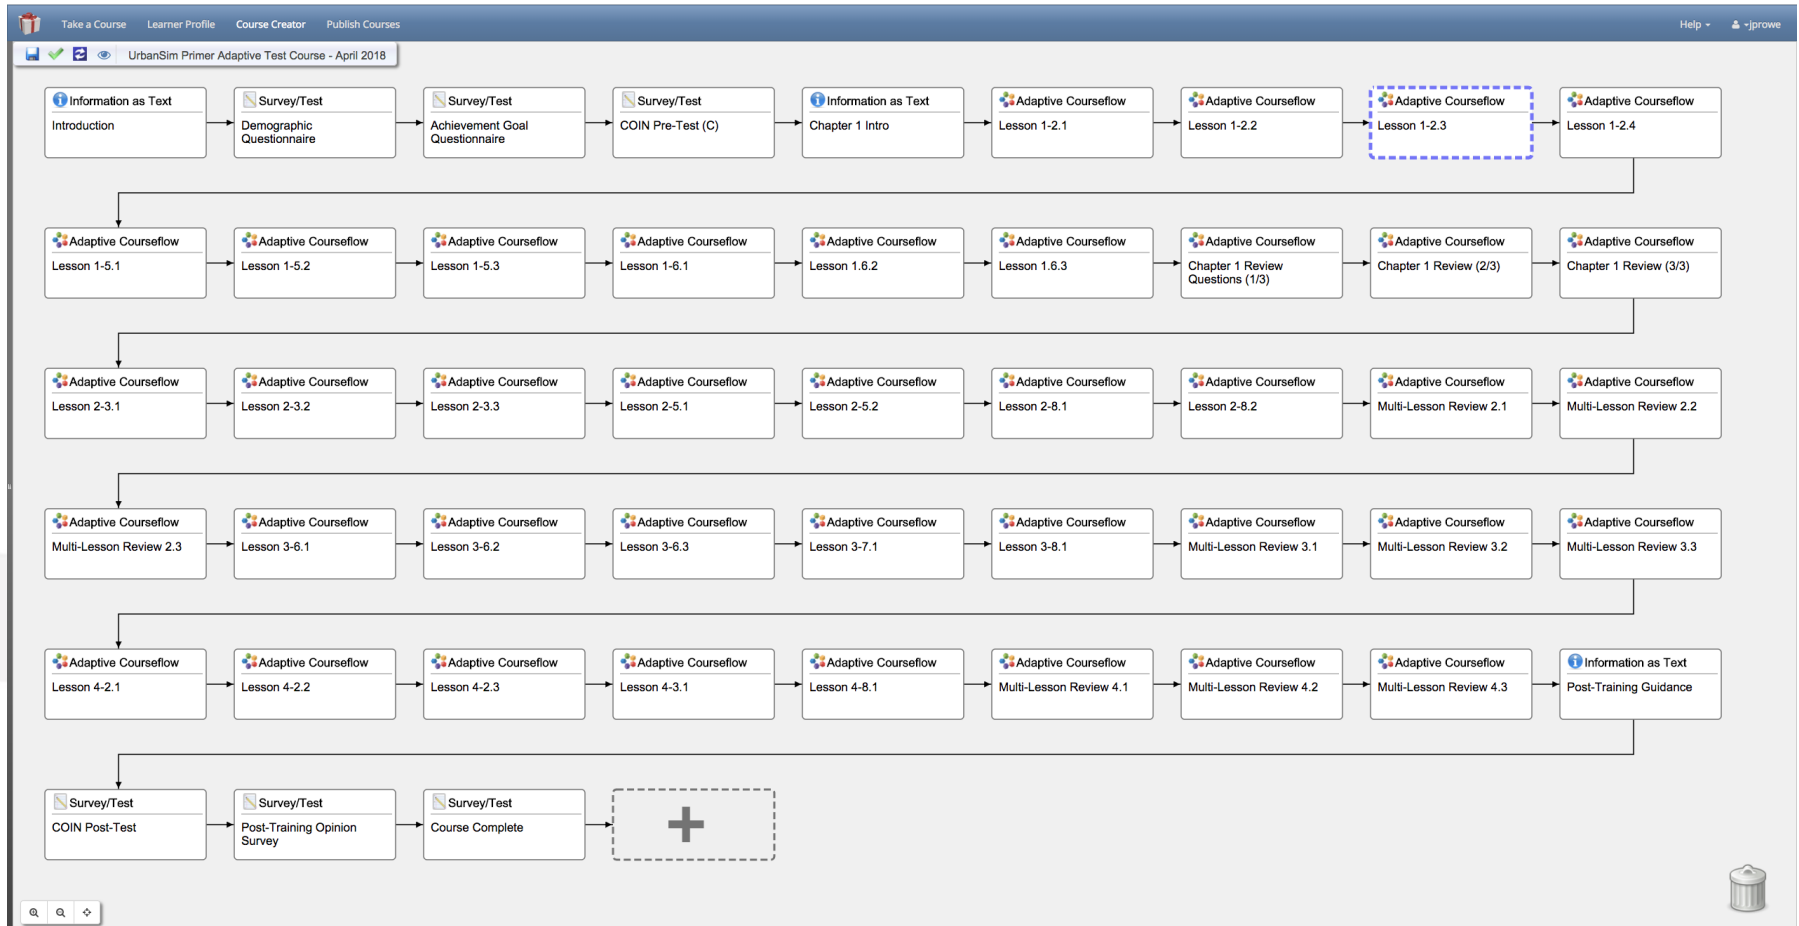 Take a Course Learner Profile Course Creator Publish Courses Help jprowe
UrbanSim Primer Adaptive Test Course - April 2018
Information as Text
Introduction
Survey/Test
Demographic
Questionnaire
Survey/Test
Achievement Goal
Questionnaire
Survey/Test
COIN Pre-Test (C)
Information as Text
Chapter 1 Intro
Adaptive Courseflow
Lesson 1-2.1
Adaptive Courseflow
Lesson 1-2.2
Adaptive Courseflow
Lesson 1-2.3
Adaptive Courseflow
Lesson 1-2.4
Adaptive Courseflow
Lesson 1-5.1
Adaptive Courseflow
Lesson 1-5.2
Adaptive Courseflow
Lesson 1-5.3
Adaptive Courseflow
Lesson 1-6.1
Adaptive Courseflow
Lesson 1.6.2
Adaptive Courseflow
Lesson 1.6.3
Adaptive Courseflow
Chapter 1 Review
Questions (1/3)
Adaptive Courseflow
Chapter 1 Review (2/3)
Adaptive Courseflow
Chapter 1 Review (3/3)
Adaptive Courseflow
Lesson 2-3.1
Adaptive Courseflow
Lesson 2-3.2
Adaptive Courseflow
Lesson 2-3.3
Adaptive Courseflow
Lesson 2-5.1
Adaptive Courseflow
Lesson 2-5.2
Adaptive Courseflow
Lesson 2-8.1
Adaptive Courseflow
Lesson 2-8.2
Adaptive Courseflow
Multi-Lesson Review 2.1
Adaptive Courseflow
Multi-Lesson Review 2.2
Adaptive Courseflow
Multi-Lesson Review 2.3
Adaptive Courseflow
Lesson 3-6.1
Adaptive Courseflow
Lesson 3-6.2
Adaptive Courseflow
Lesson 3-6.3
Adaptive Courseflow
Lesson 3-7.1
Adaptive Courseflow
Lesson 3-8.1
Adaptive Courseflow
Multi-Lesson Review 3.1
Adaptive Courseflow
Multi-Lesson Review 3.2
Adaptive Courseflow
Multi-Lesson Review 3.3
Adaptive Courseflow
Lesson 4-2.1
Adaptive Courseflow
Lesson 4-2.2
Adaptive Courseflow
Lesson 4-2.3
Adaptive Courseflow
Lesson 4-3.1
Adaptive Courseflow
Lesson 4-8.1
Adaptive Courseflow
Multi-Lesson Review 4.1
Adaptive Courseflow
Multi-Lesson Review 4.2
Adaptive Courseflow
Multi-Lesson Review 4.3
Information as Text
Post-Training Guidance
Survey/Test
COIN Post-Test
Survey/Test
Post-Training Opinion
Survey
Survey/Test
Course Complete